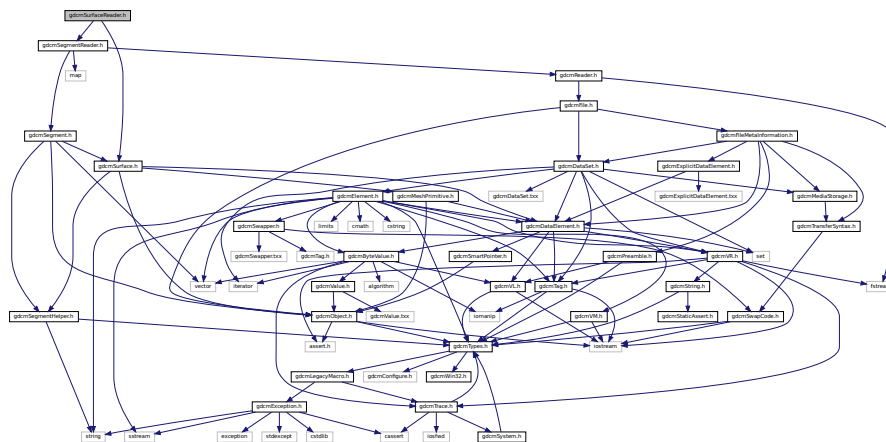 gdcmSurfaceReader.h
gdcmSegmentReader.h
map
gdcmReader.h
gdcmFile.h
gdcmSegment.h
gdcmFileMetaInformation.h
gdcmSurface.h
gdcmDataSet.h
gdcmExplicitDataElement.h
gdcmElement.h
gdcmMeshPrimitive.h
gdcmDataSet.txx
gdcmExplicitDataElement.txx
gdcmMediaStorage.h
gdcmSwapper.h
limits
cmath
cstring
gdcmDataElement.h
gdcmTransferSyntax.h
gdcmSwapper.txx
gdcmTag.h
gdcmByteValue.h
gdcmSmartPointer.h
gdcmPreamble.h
gdcmVR.h
set
vector
iterator
gdcmValue.h
algorithm
gdcmVL.h
gdcmTag.h
gdcmString.h
fstream
gdcmSegmentHelper.h
gdcmObject.h
gdcmValue.txx
iomanip
gdcmVM.h
gdcmStaticAssert.h
gdcmSwapCode.h
assert.h
gdcmTypes.h
iostream
gdcmLegacyMacro.h
gdcmConfigure.h
gdcmWin32.h
gdcmException.h
gdcmTrace.h
string
sstream
exception
stdexcept
cstdlib
cassert
iosfwd
gdcmSystem.h